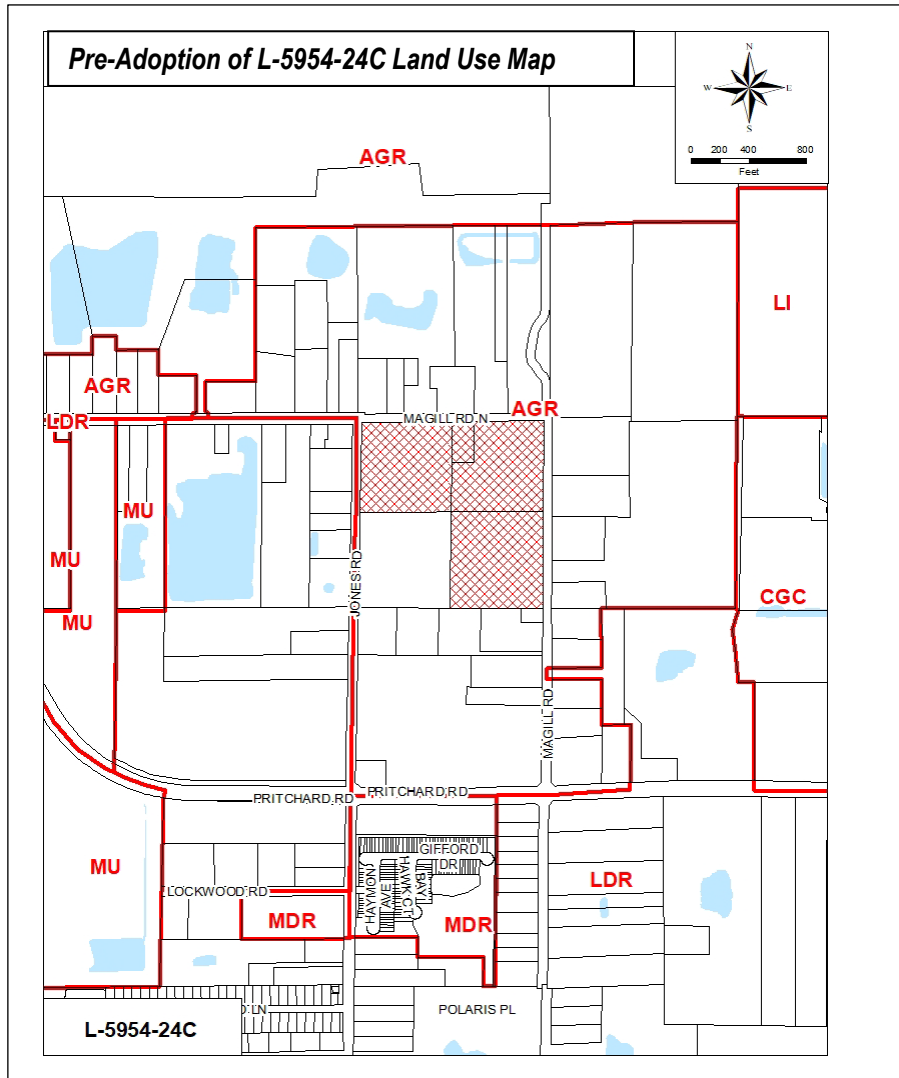 Pre-Adoption of L-5954-24C Land Use Map
N
W
E
S
0 200 400 800
Feet
AGR
LI
AGR
AGR
MAGILL RD N
LDR
MU
MU
JONES RD
CGC
MU
MAGILL RD
PRITCHARD RD
PRITCHARD RD
GIFFORD
DR
MU
HAYMON
AVE
HAWK CT
BAY
LDR
LOCKWOOD RD
MDR
MDR
LN
POLARIS PL
L-5954-24C